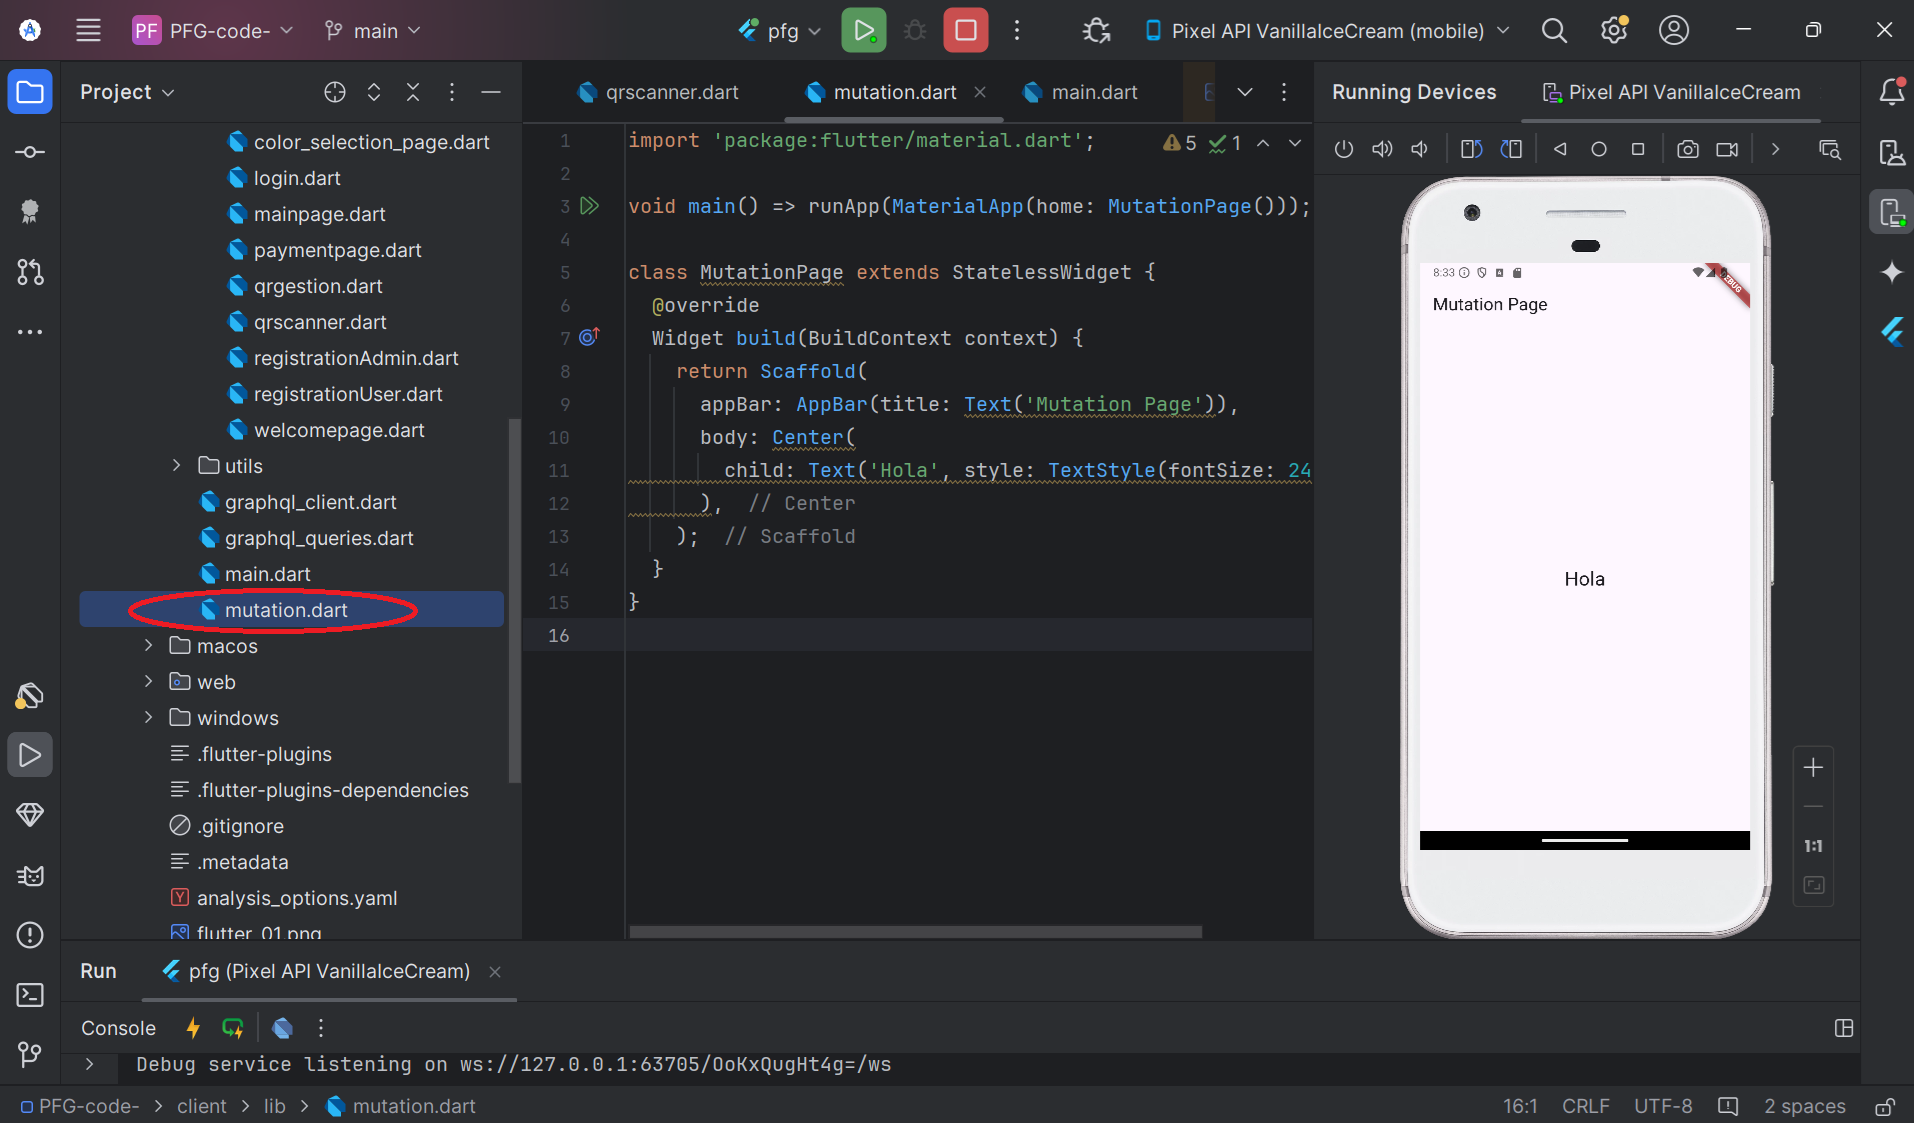 PF PFG-code- main pfg Pixel API VanillaIceCream (mobile)
Project
color_selection_page.dart
login.dart
mainpage.dart
paymentpage.dart
qrgestion.dart
qrscanner.dart
registrationAdmin.dart
registrationUser.dart
welcomepage.dart
utils
graphql_client.dart
graphql_queries.dart
main.dart
mutation.dart
macos
web
windows
.flutter-plugins
.flutter-plugins-dependencies
.gitignore
.metadata
analysis_options.yaml
flutter_01.png
qrscanner.dart mutation.dart main.dart
5 1
1 import 'package:flutter/material.dart';
2
3 void main() => runApp(MaterialApp(home: MutationPage()));
4
5 class MutationPage extends StatelessWidget {
6 @override
7 Widget build(BuildContext context) {
8 return Scaffold(
9 appBar: AppBar(title: Text('Mutation Page')),
10 body: Center(
11 child: Text('Hola', style: TextStyle(fontSize: 24
12 ), // Center
13 ); // Scaffold
14 }
15 }
16
Running Devices Pixel API VanillaIceCream
8:33
DEBUG
Mutation Page
Hola
1:1
Run pfg (Pixel API VanillaIceCream)
Console
Debug service listening on ws://127.0.0.1:63705/OoKxQugHt4g=/ws
PFG-code- > client > lib > mutation.dart
16:1 CRLF UTF-8 2 spaces